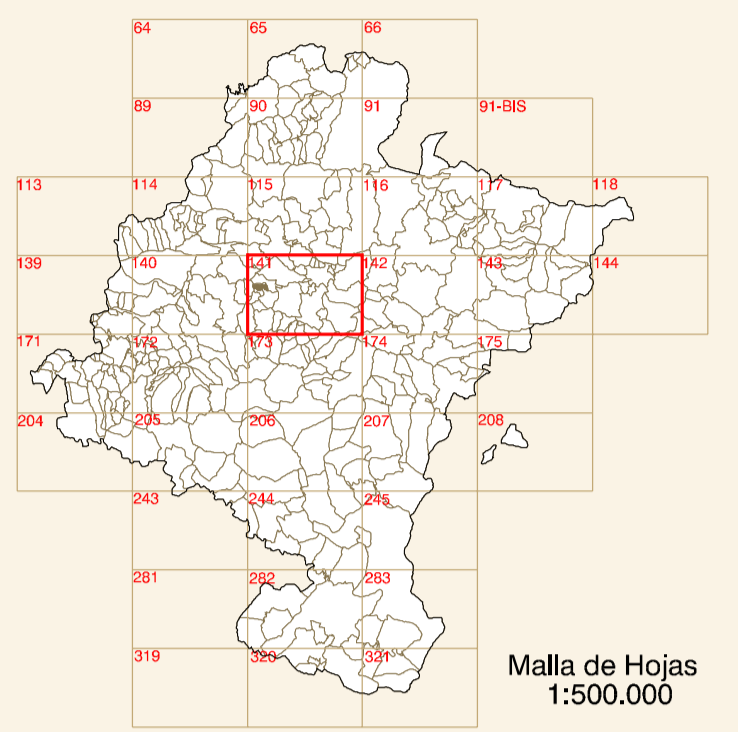 64 65 66
89 90 91 91-BIS
113 114 115 116 117 118
139 140 141 142 143 144
171 172 173 174 175
204 205 206 207 208
243 244 245
281 282 283
319 320 321
Malla de Hojas
1:500.000